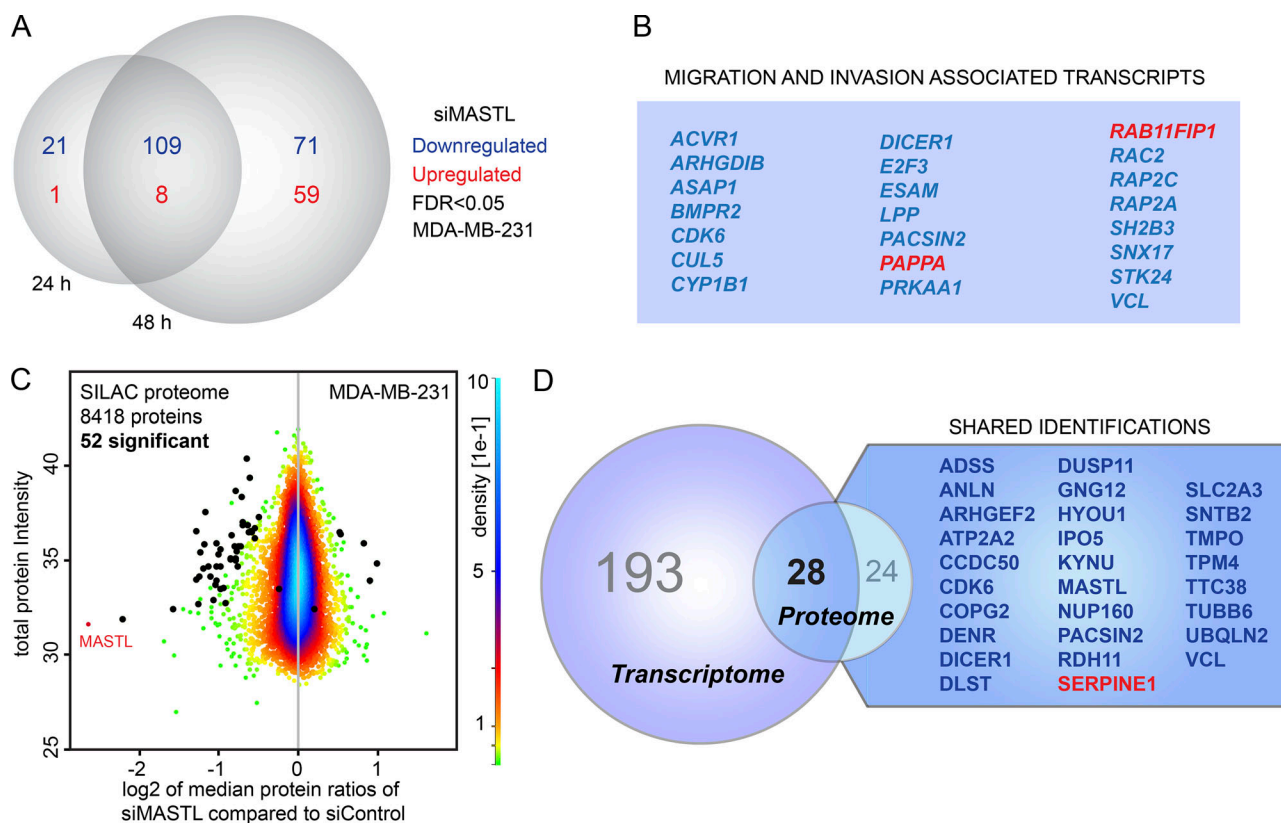 A
21
109
71
1
8
59
24 h
48 h
siMASTL
Downregulated
Upregulated
FDR<0.05
MDA-MB-231
B
MIGRATION AND INVASION ASSOCIATED TRANSCRIPTS
ACVR1
ARHGDIB
ASAP1
BMPR2
CDK6
CUL5
CYP1B1
DICER1
E2F3
ESAM
LPP
PACSIN2
PAPPA
PRKAA1
RAB11FIP1
RAC2
RAP2C
RAP2A
SH2B3
SNX17
STK24
VCL
C
SILAC proteome
8418 proteins
52 significant
MDA-MB-231
MASTL
total protein Intensity
40
35
30
25
-2
-1
0
1
log2 of median protein ratios of
siMASTL compared to siControl
density [1e-1]
10
5
1
D
193
28
24
Proteome
Transcriptome
SHARED IDENTIFICATIONS
ADSS
ANLN
ARHGEF2
ATP2A2
CCDC50
CDK6
COPG2
DENR
DICER1
DLST
DUSP11
GNG12
HYOU1
IPO5
KYNU
MASTL
NUP160
PACSIN2
RDH11
SERPINE1
SLC2A3
SNTB2
TMPO
TPM4
TTC38
TUBB6
UBQLN2
VCL